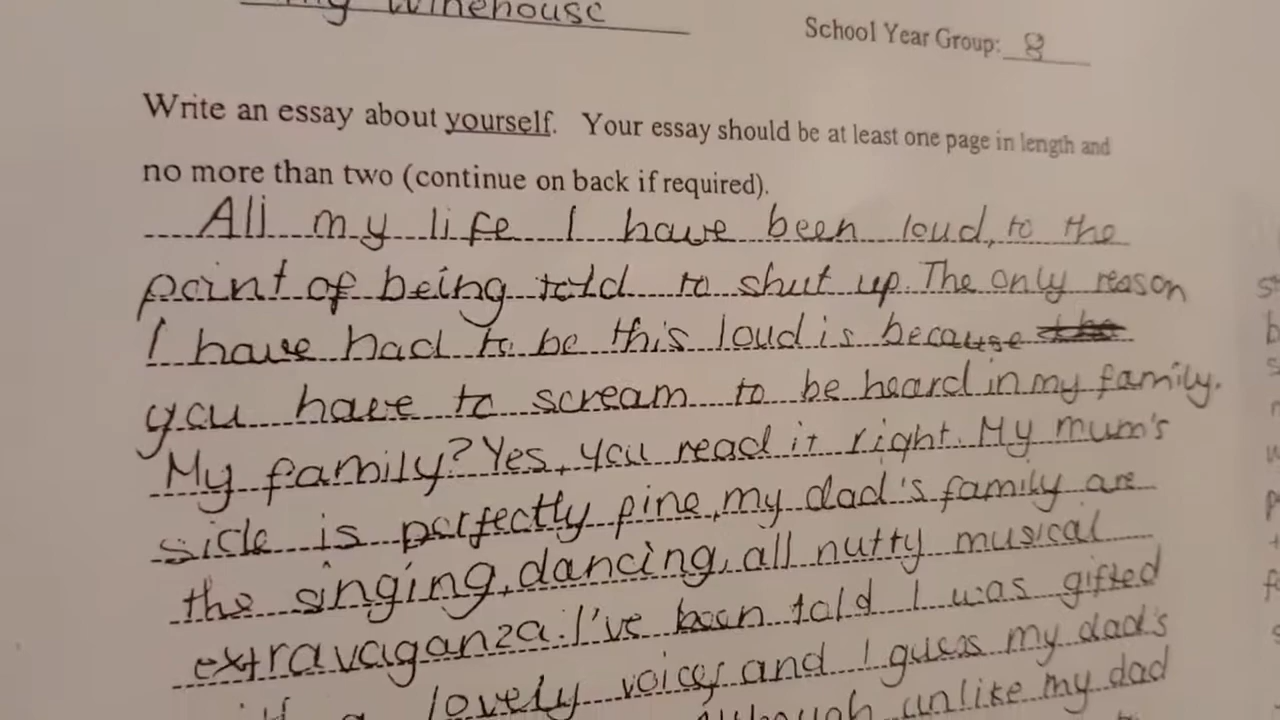 Winehouse
School Year Group: 8
Write an essay about yourself. Your essay should be at least one page in length and
no more than two (continue on back if required).
All my life I have been loud, to the
point of being told to shut up. The only reason
I have had to be this loud is because
you have to scream to be heard in my family.
My family? Yes, you read it right. My mum's
side is perfectly fine, my dad's family are
the singing, dancing, all nutty musical
extravaganza. I've been told I was gifted
lovely voice, and I guess my dad's
Although unlike my dad